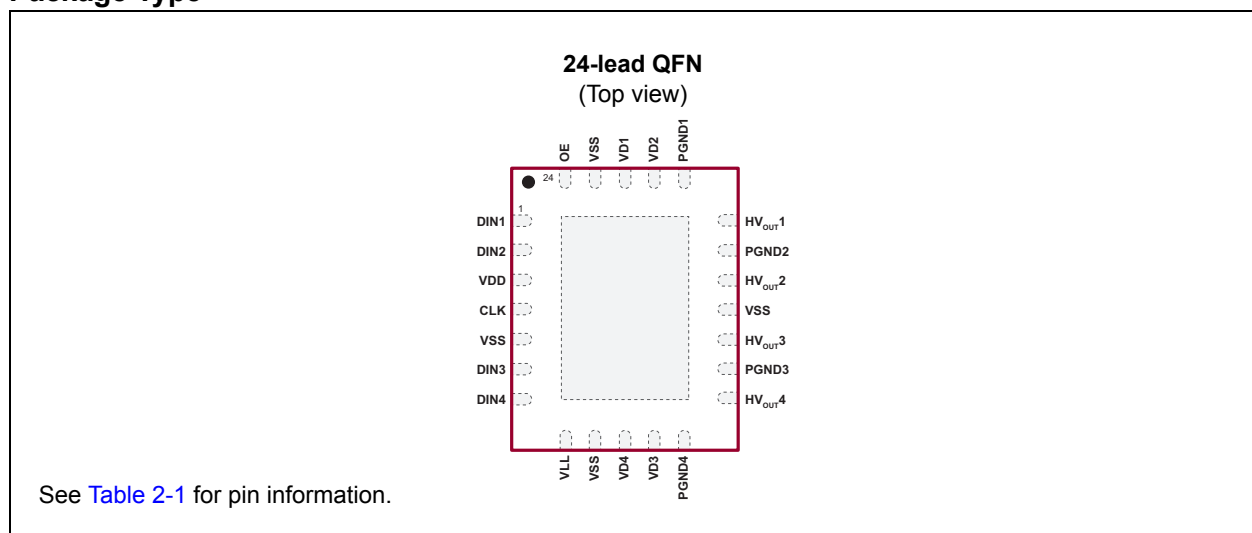 24-lead QFN
(Top view)
OE
VSS
VD1
VD2
PGND1
24
1
DIN1
DIN2
VDD
CLK
VSS
DIN3
DIN4
HVOUT1
PGND2
HVOUT2
VSS
HVOUT3
PGND3
HVOUT4
VLL
VSS
VD4
VD3
PGND4
See Table 2-1 for pin information.